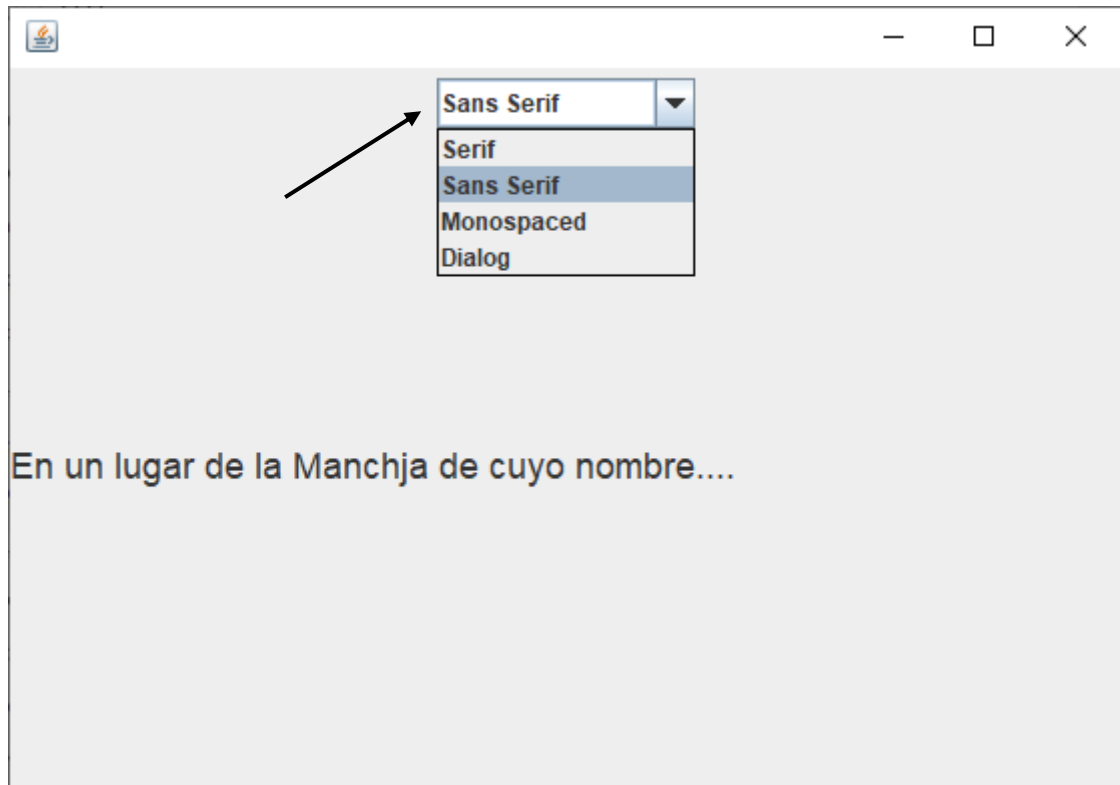 Sans Serif
Serif
Sans Serif
Monospaced
Dialog
En un lugar de la Manchja de cuyo nombre....